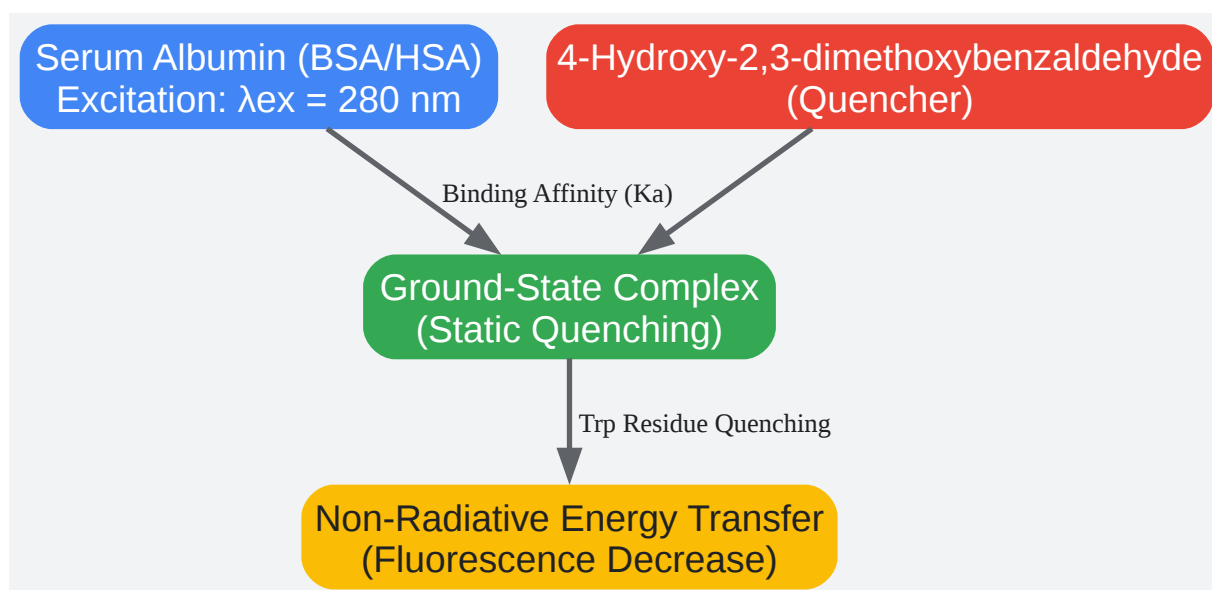 Serum Albumin (BSA/HSA)
Excitation: λex = 280 nm
4-Hydroxy-2,3-dimethoxybenzaldehyde
(Quencher)
Binding Affinity (Ka)
Ground-State Complex
(Static Quenching)
Trp Residue Quenching
Non-Radiative Energy Transfer
(Fluorescence Decrease)